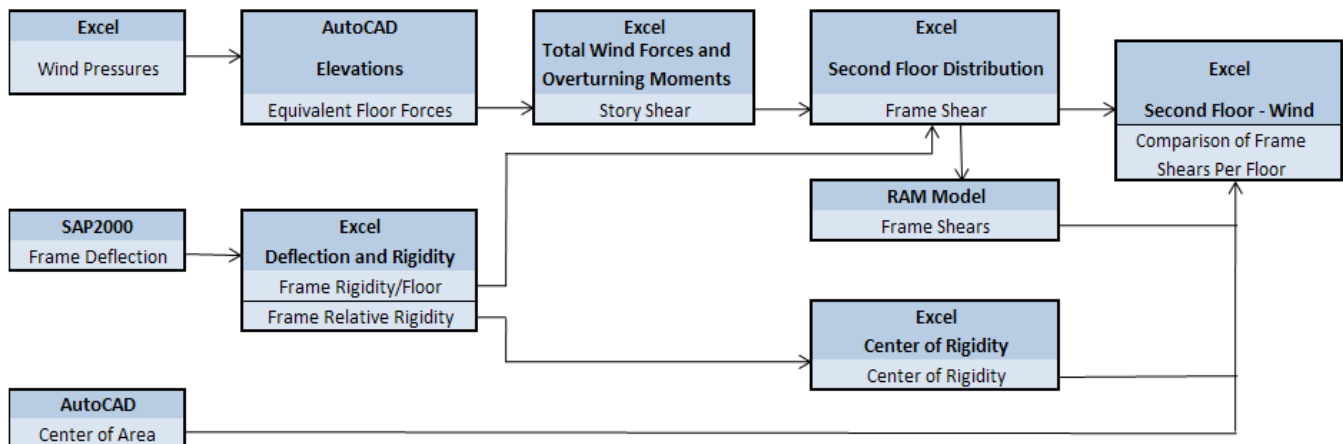 Excel
Wind Pressures
AutoCAD
Elevations
Equivalent Floor Forces
Excel
Total Wind Forces and
Overturning Moments
Story Shear
Excel
Second Floor Distribution
Frame Shear
Excel
Second Floor - Wind
Comparison of Frame
Shears Per Floor
SAP2000
Frame Deflection
Excel
Deflection and Rigidity
Frame Rigidity/Floor
Frame Relative Rigidity
RAM Model
Frame Shears
Excel
Center of Rigidity
Center of Rigidity
AutoCAD
Center of Area